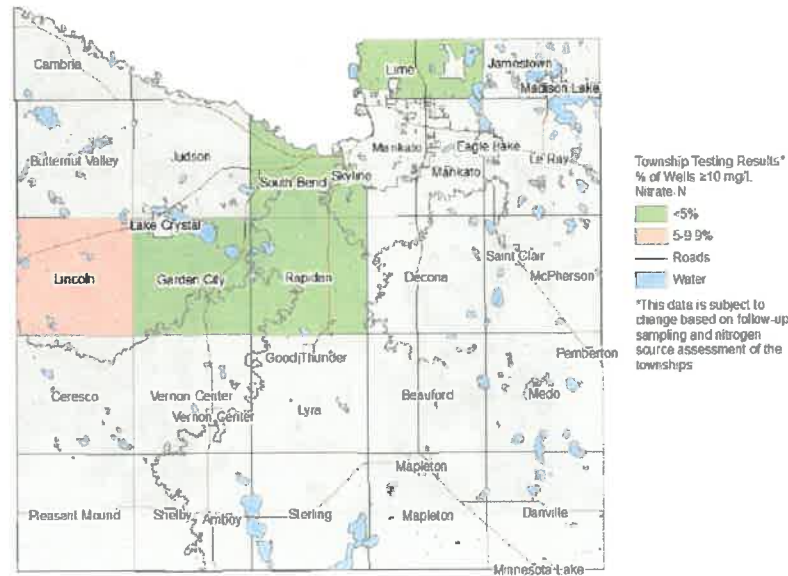 Cambria
Lime
Jamestown
Madison Lake
Butternut Valley
Judson
Mankato
Eagle Lake
Le Ray
South Bend
Skyline
Mankato
Lake Crystal
Lincoln
Garden City
Rapidan
Decoria
Saint Clair
McPherson
Good Thunder
Pemberton
Ceresco
Vernon Center
Vernon Center
Lyra
Beauford
Medo
Mapleton
Pleasant Mound
Shelby
Amboy
Sterling
Mapleton
Danville
Minnesota Lake
Township Testing Results*
% of Wells ≥10 mg/L
Nitrate-N
<5%
5-9.9%
Roads
Water
*This data is subject to
change based on follow-up
sampling and nitrogen
source assessment of the
townships